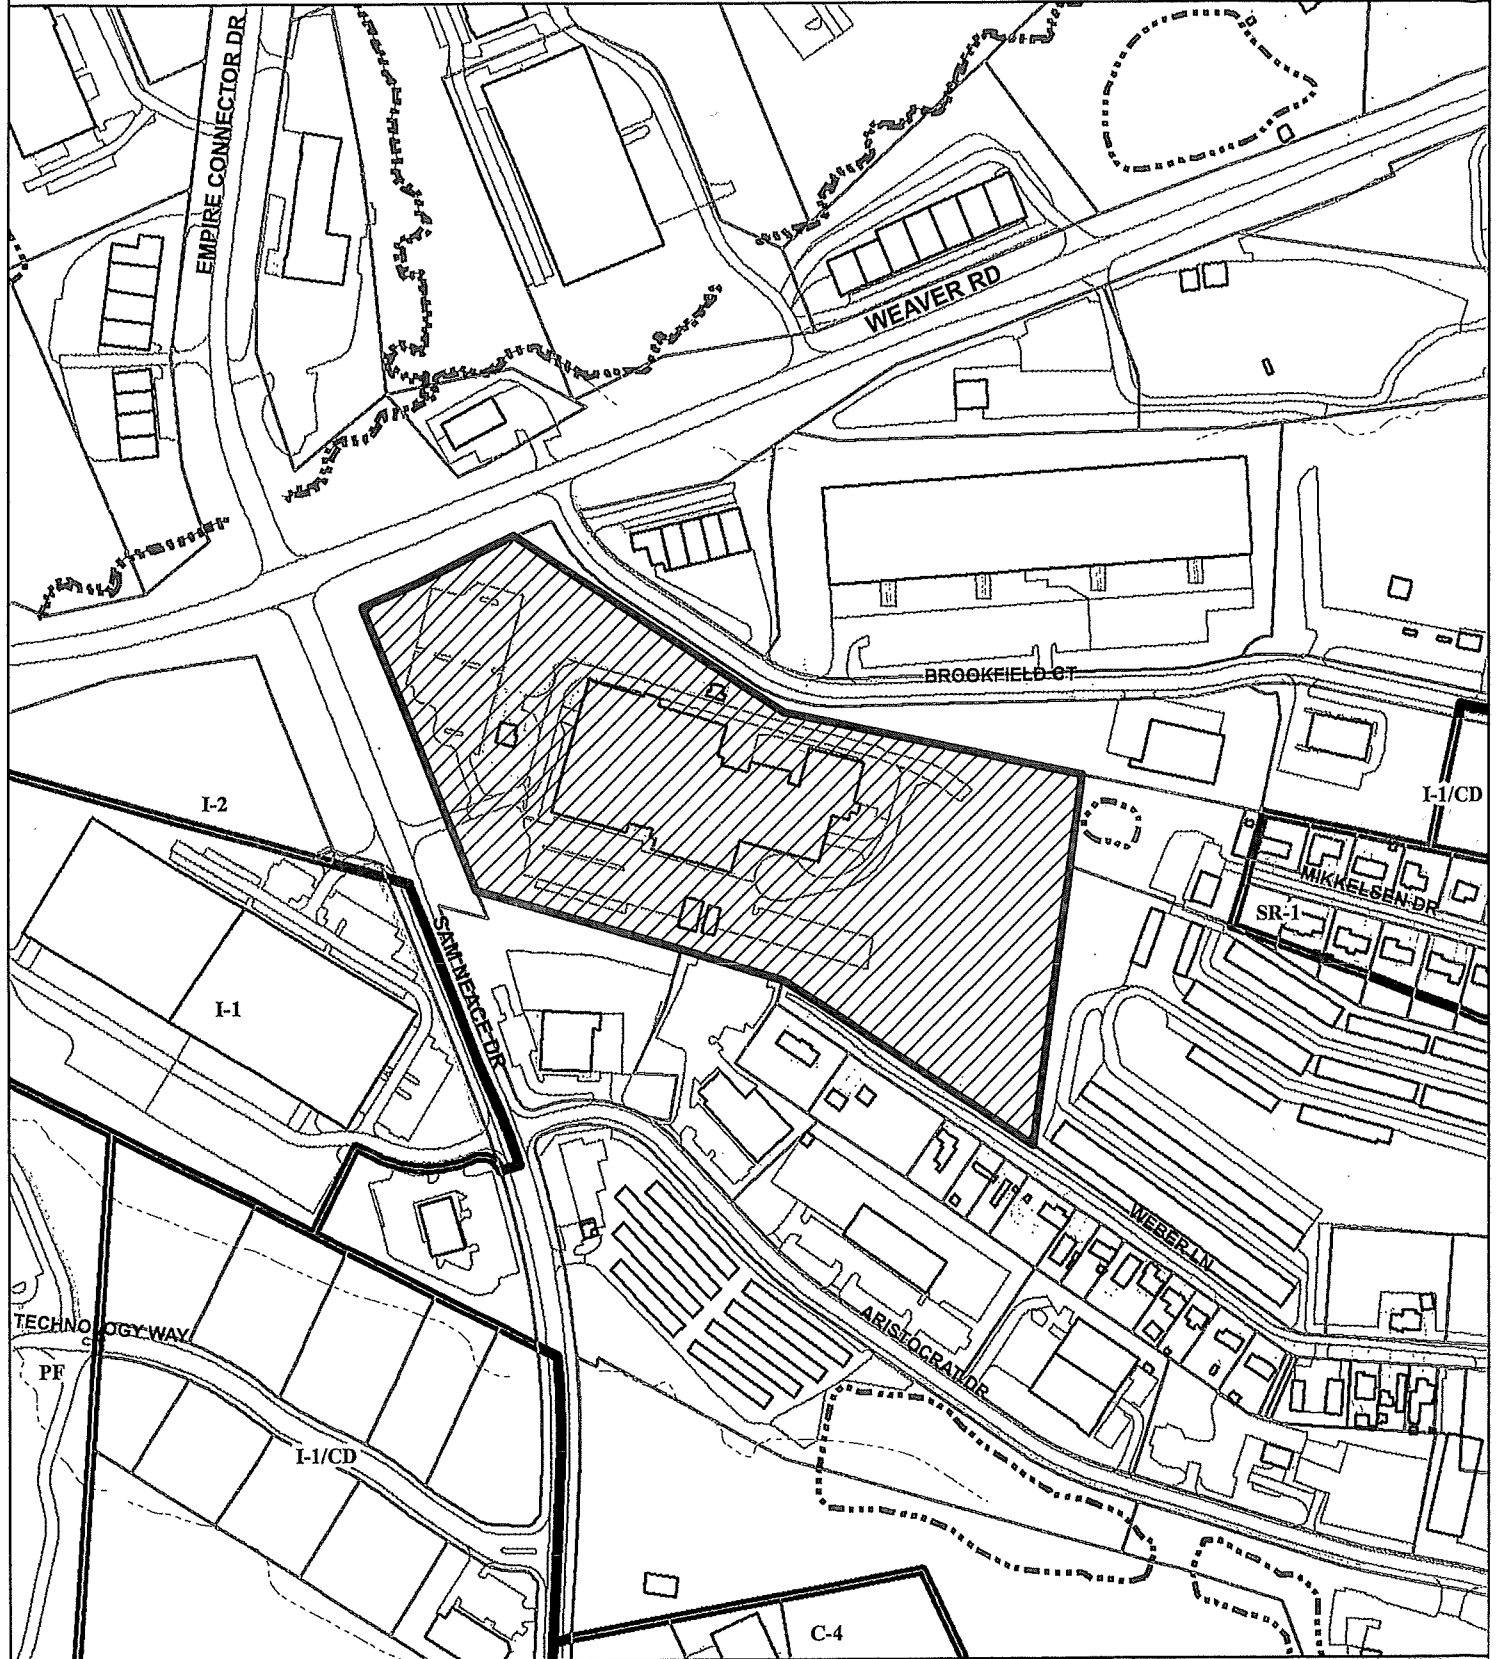 EMPIRE CONNECTOR DR
WEAVER RD
BROOKFIELD CT
I-2
I-1/CD
MIKKELSEN DR
SR-1
SAM NEACE DR
I-1
WEBER LN
TECHNOLOGY WAY
PF
ARISTOCRAT DR
I-1/CD
C-4